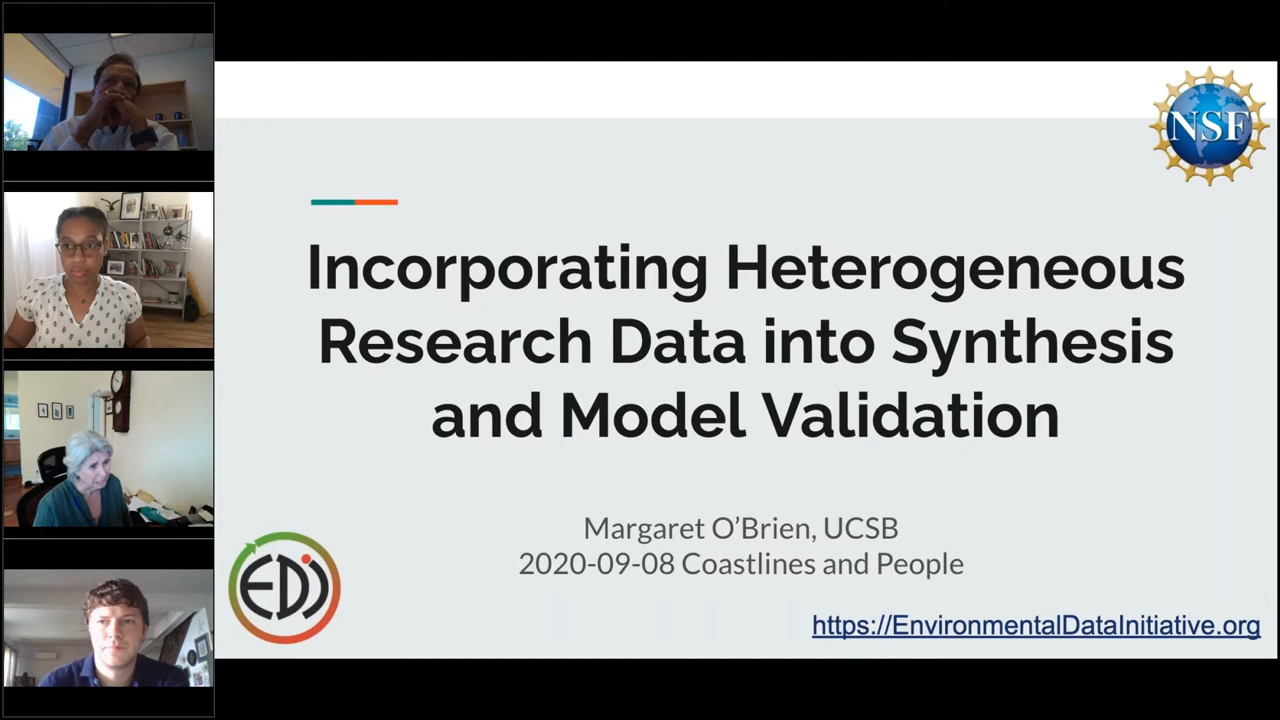 NSF
Incorporating Heterogeneous
Research Data into Synthesis
and Model Validation
Margaret O’Brien, UCSB
2020-09-08 Coastlines and People
EDI
https://EnvironmentalDataInitiative.org